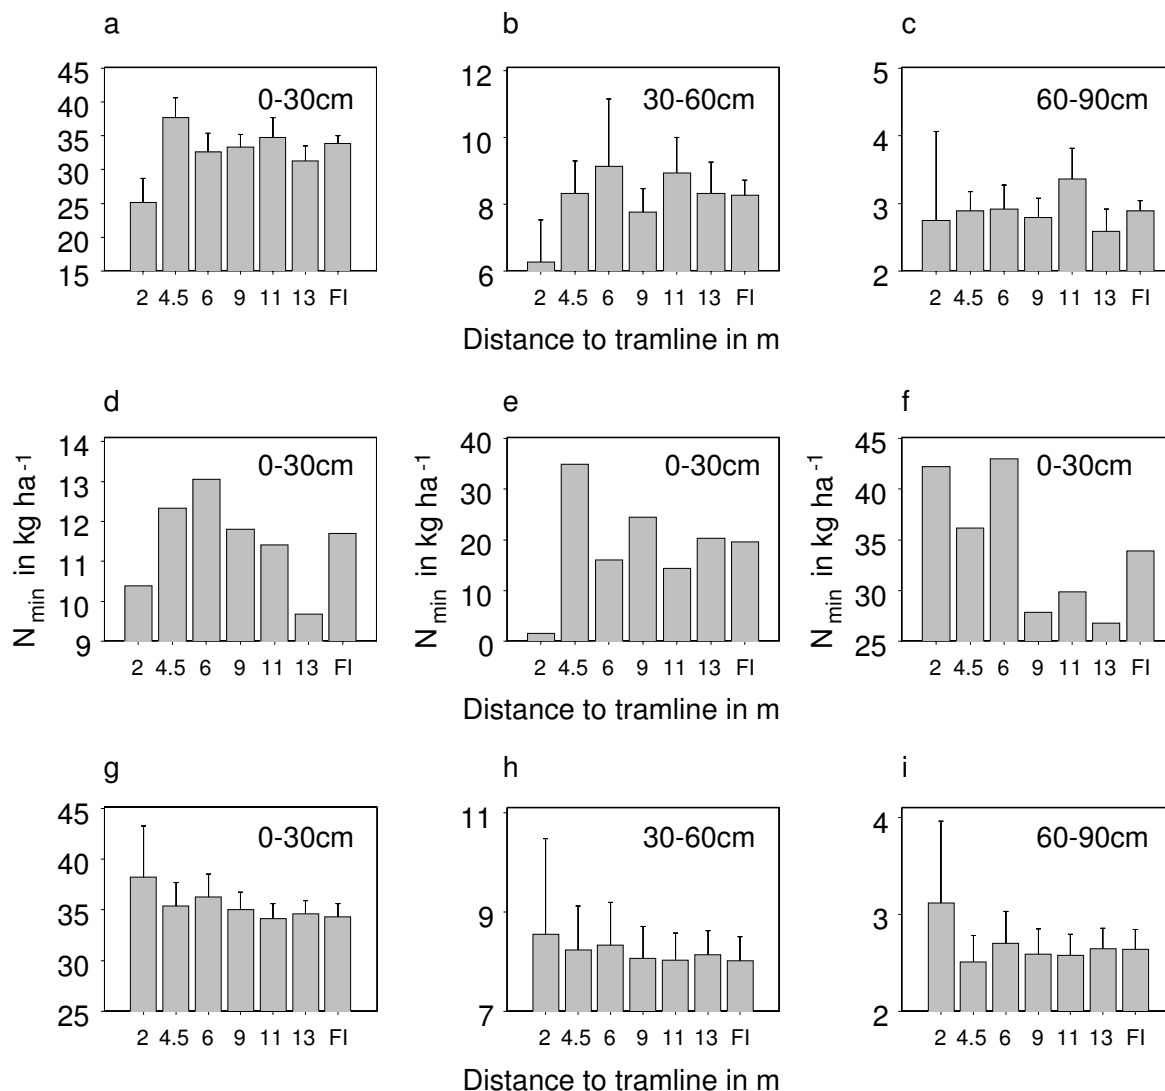 a
b
c
45
40
35
30
25
20
15
0-30cm
2 4.5 6 9 11 13 FI
12
10
8
6
30-60cm
2 4.5 6 9 11 13 FI
5
4
3
2
60-90cm
2 4.5 6 9 11 13 FI
Distance to tramline in m
d
e
f
N_min in kg ha^-1
14
13
12
11
10
9
0-30cm
2 4.5 6 9 11 13 FI
N_min in kg ha^-1
40
30
20
10
0
0-30cm
2 4.5 6 9 11 13 FI
N_min in kg ha^-1
45
40
35
30
25
0-30cm
2 4.5 6 9 11 13 FI
Distance to tramline in m
g
h
i
45
40
35
30
25
0-30cm
2 4.5 6 9 11 13 FI
11
9
7
30-60cm
2 4.5 6 9 11 13 FI
4
3
2
60-90cm
2 4.5 6 9 11 13 FI
Distance to tramline in m